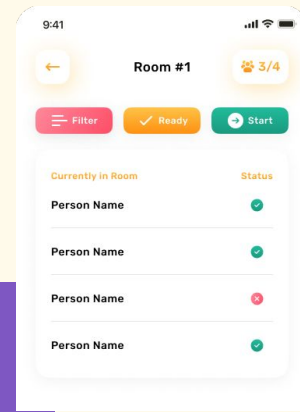 9:41
Room #1
3/4
Filter
Ready
Start
Currently in Room Status
Person Name
Person Name
Person Name
Person Name